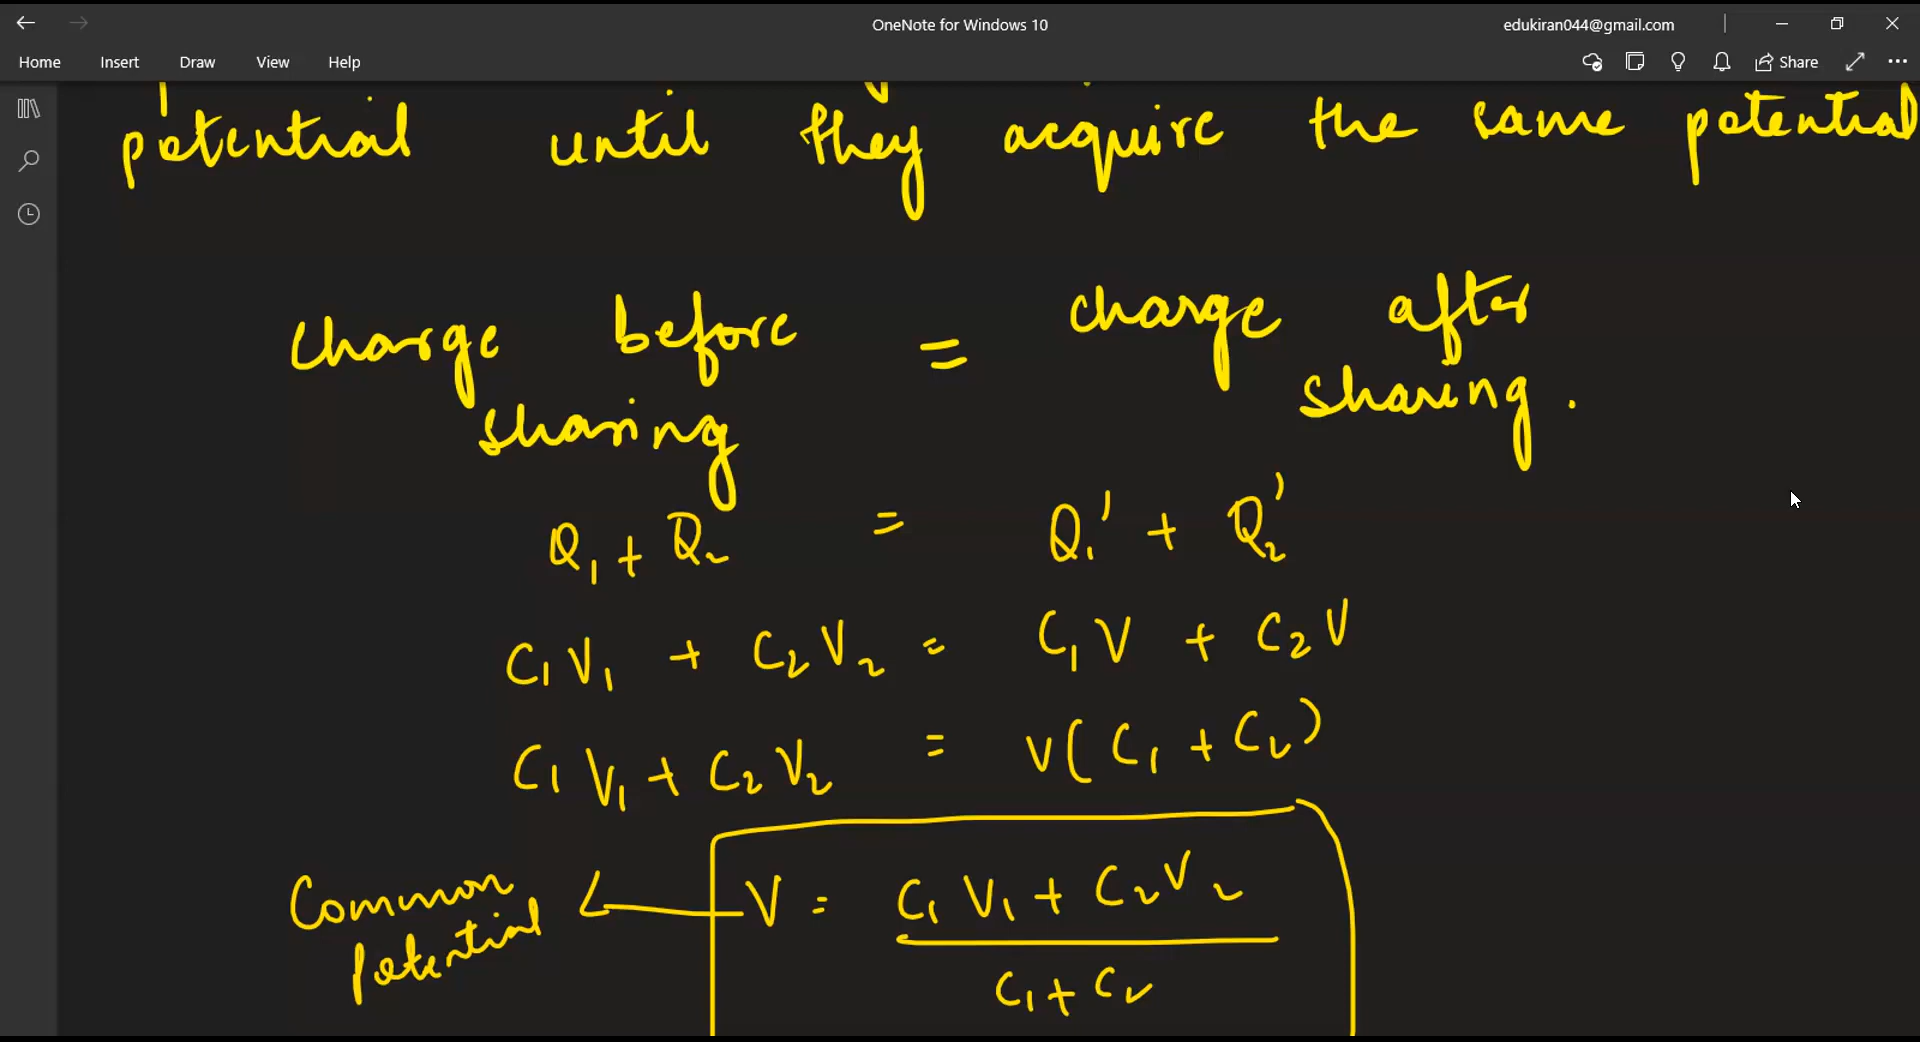 OneNote for Windows 10
edukiran044@gmail.com
Home Insert Draw View Help
Share
potential until they acquire the same potential
charge before sharing = charge after sharing.
Q₁ + Q₂ = Q₁' + Q₂'
C₁V₁ + C₂V₂ = C₁V + C₂V
C₁V₁ + C₂V₂ = V(C₁ + C₂)
Common potential
V = C₁V₁ + C₂V₂
C₁ + C₂